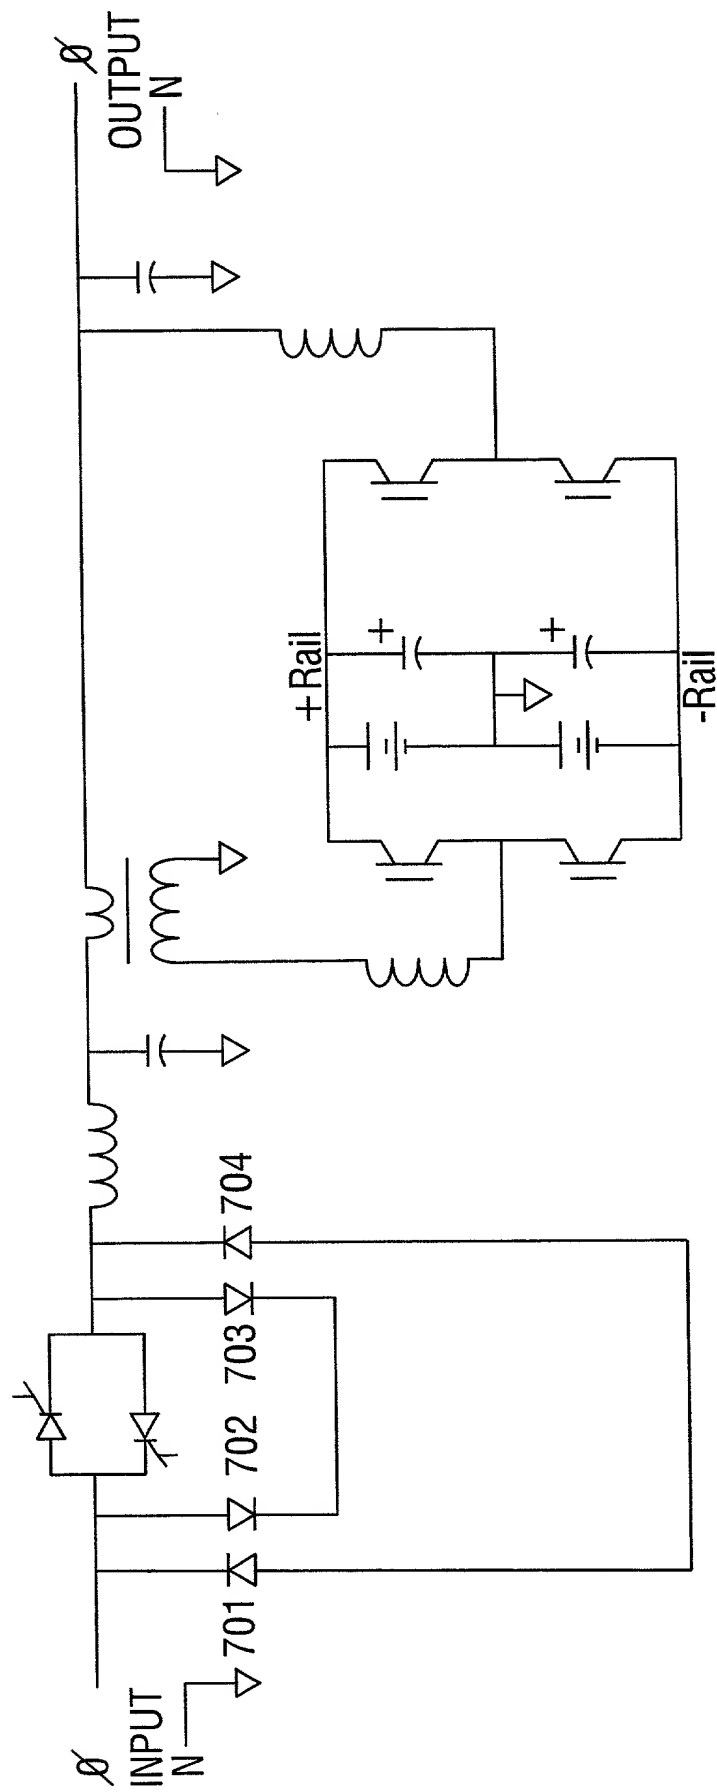 Ø
INPUT
N
701
702
703
704
+Rail
+
+
-Rail
Ø
OUTPUT
N